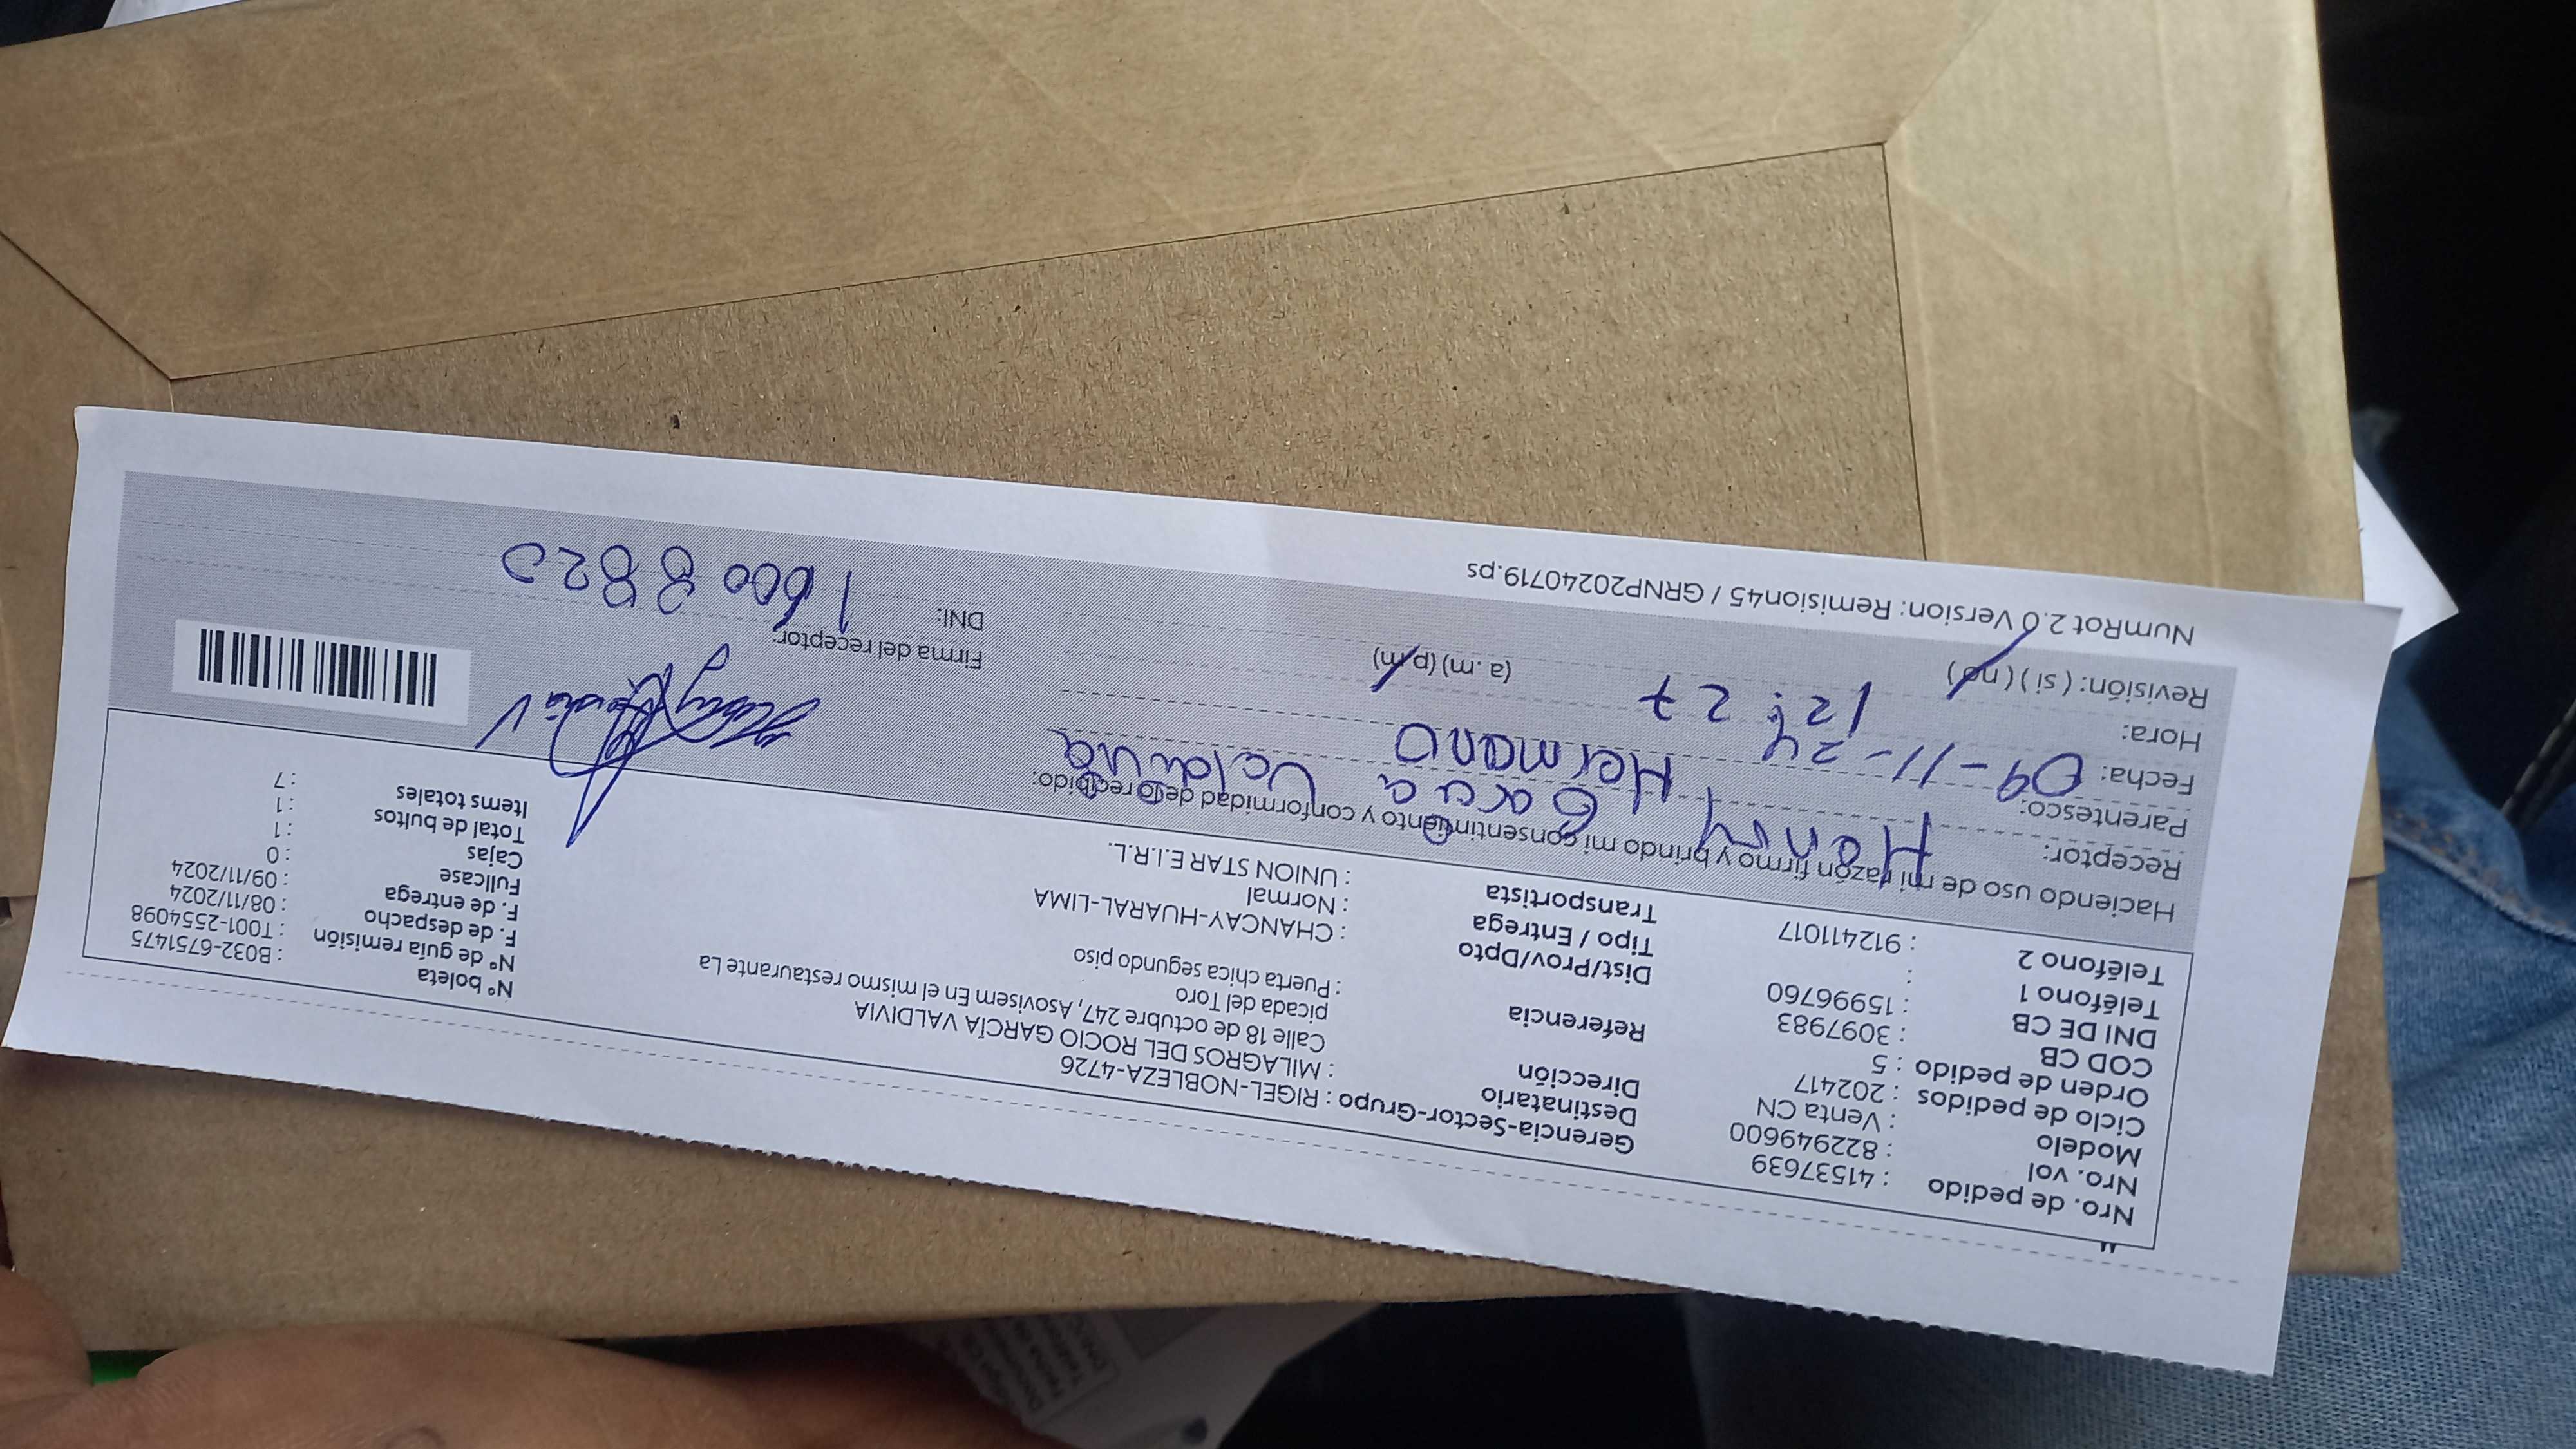 Nro. de pedido : 41537639
Nro. vol : 822949600
Modelo : Venta CN
Ciclo de pedidos : 202417
Orden de pedido : 5
COD CB : 3097983
DNI DE CB : 15996760
Teléfono 1 :
Teléfono 2 : 912411017
Gerencia-Sector-Grupo : RIGEL-NOBLEZA-4726
Destinatario : MILAGROS DEL ROCIO GARCÍA VALDIVIA
Dirección Calle 18 de octubre 247, Asovisem En el mismo restaurante La
picada del Toro
Referencia : Puerta chica segundo piso
Dist/Prov/Dpto : CHANCAY-HUARAL-LIMA
Tipo / Entrega : Normal
Transportista : UNION STAR E.I.R.L.
N° boleta : B032-6751475
N° de guía remisión : T001-2554098
F. de despacho : 08/11/2024
F. de entrega : 09/11/2024
Fullcase : 0
Cajas : 1
Total de bultos : 1
Items totales : 7
Haciendo uso de mi razón firmo y brindo mi consentimiento y conformidad de lo recibido:
Receptor: Henry Valdivia
Parentesco: Hermano
Fecha: 09-11-24
Hora: 12:27 (a. m) (p.m)
Revisión: ( si ) ( no )
Firma del receptor:
DNI: 16008820
NumRot 2.0 Version: Remision45 / GRNP20240719.ps